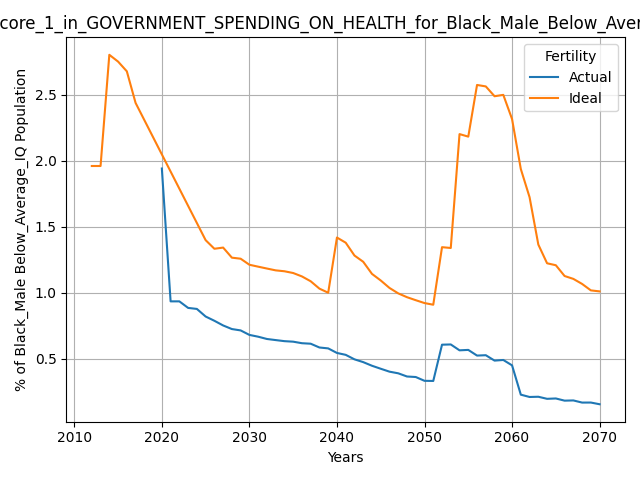 core_1_in_GOVERNMENT_SPENDING_ON_HEALTH_for_Black_Male_Below_Aver
Fertility
Actual
Ideal
% of Black_Male Below_Average_IQ Population
2.5
2.0
1.5
1.0
0.5
2010 2020 2030 2040 2050 2060 2070
Years